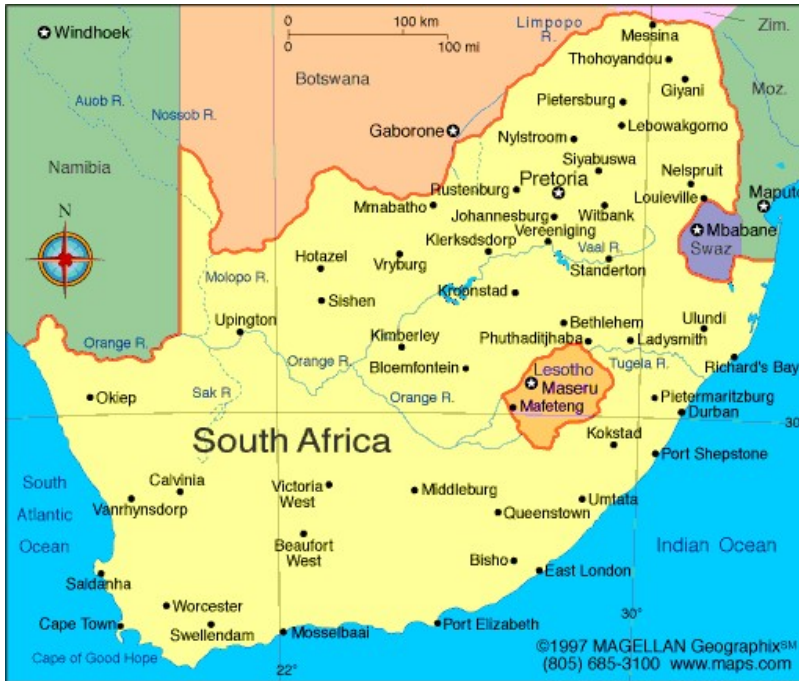 0
100 km
0
100 mi
Limpopo
R.
Zim.
Windhoek
Messina
Thohoyandou
Botswana
Giyani
Moz.
Auob R.
Nossob R.
Pietersburg
Gaborone
Lebowakgomo
Nylstroom
Namibia
Siyabuswa
Nelspruit
Rustenburg
Pretoria
Louieville
Maputo
Mmabatho
Johannesburg
Witbank
N
Vereeniging
Mbabane
Klerksdsdorp
Vaal R.
Swaz
Hotazel
Vryburg
Standerton
Molopo R.
Sishen
Kroonstad
Upington
Bethlehem
Ulundi
Orange R.
Kimberley
Phuthaditjhaba
Ladysmith
Orange R.
Bloemfontein
Lesotho
Tugela R.
Richard's Bay
Sak R
Orange R.
Maseru
Okiep
Mafeteng
Pietermaritzburg
Durban
30
South Africa
Kokstad
Port Shepstone
South
Atlantic
Ocean
Calvinia
Vanrhynsdorp
Victoria
West
Middleburg
Umtata
Queenstown
Beaufort
West
Indian Ocean
Bisho
East London
Saldanha
Worcester
30°
Cape Town
Swellendam
Mosselbaai
Port Elizabeth
Cape of Good Hope
22°
©1997 MAGELLAN Geographix℠
(805) 685-3100 www.maps.com